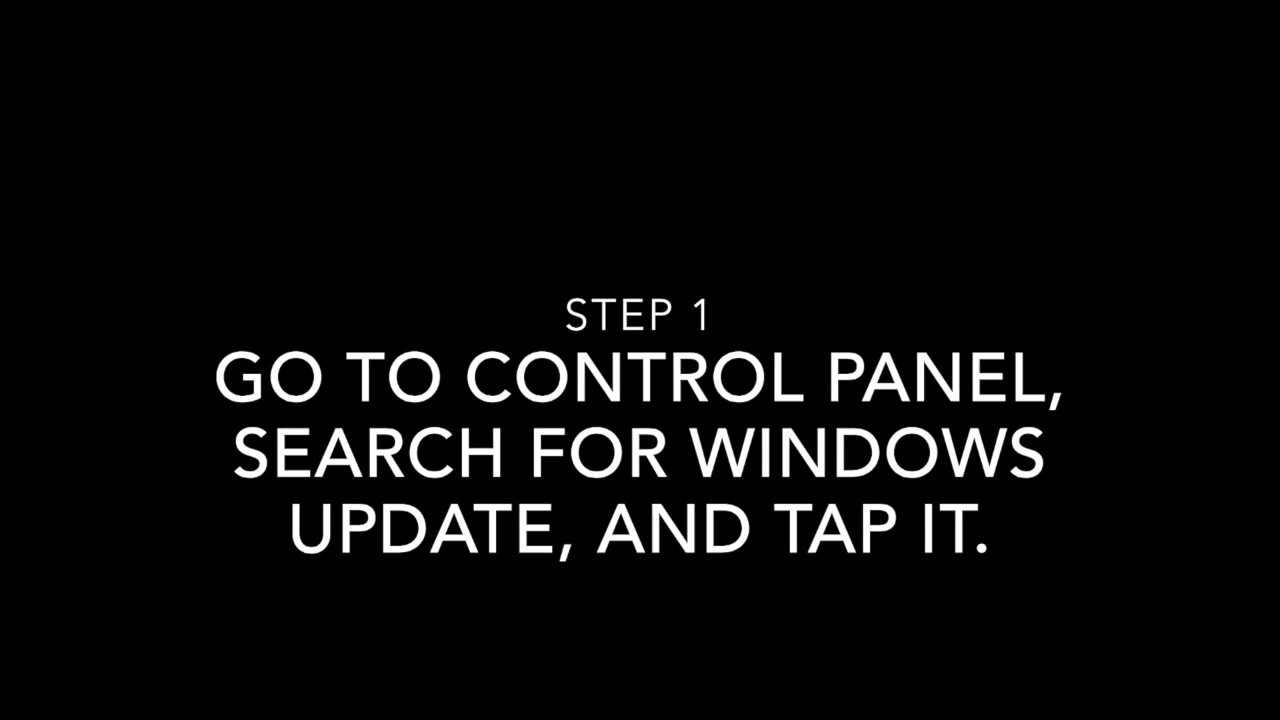 STEP 1
GO TO CONTROL PANEL,
SEARCH FOR WINDOWS
UPDATE, AND TAP IT.